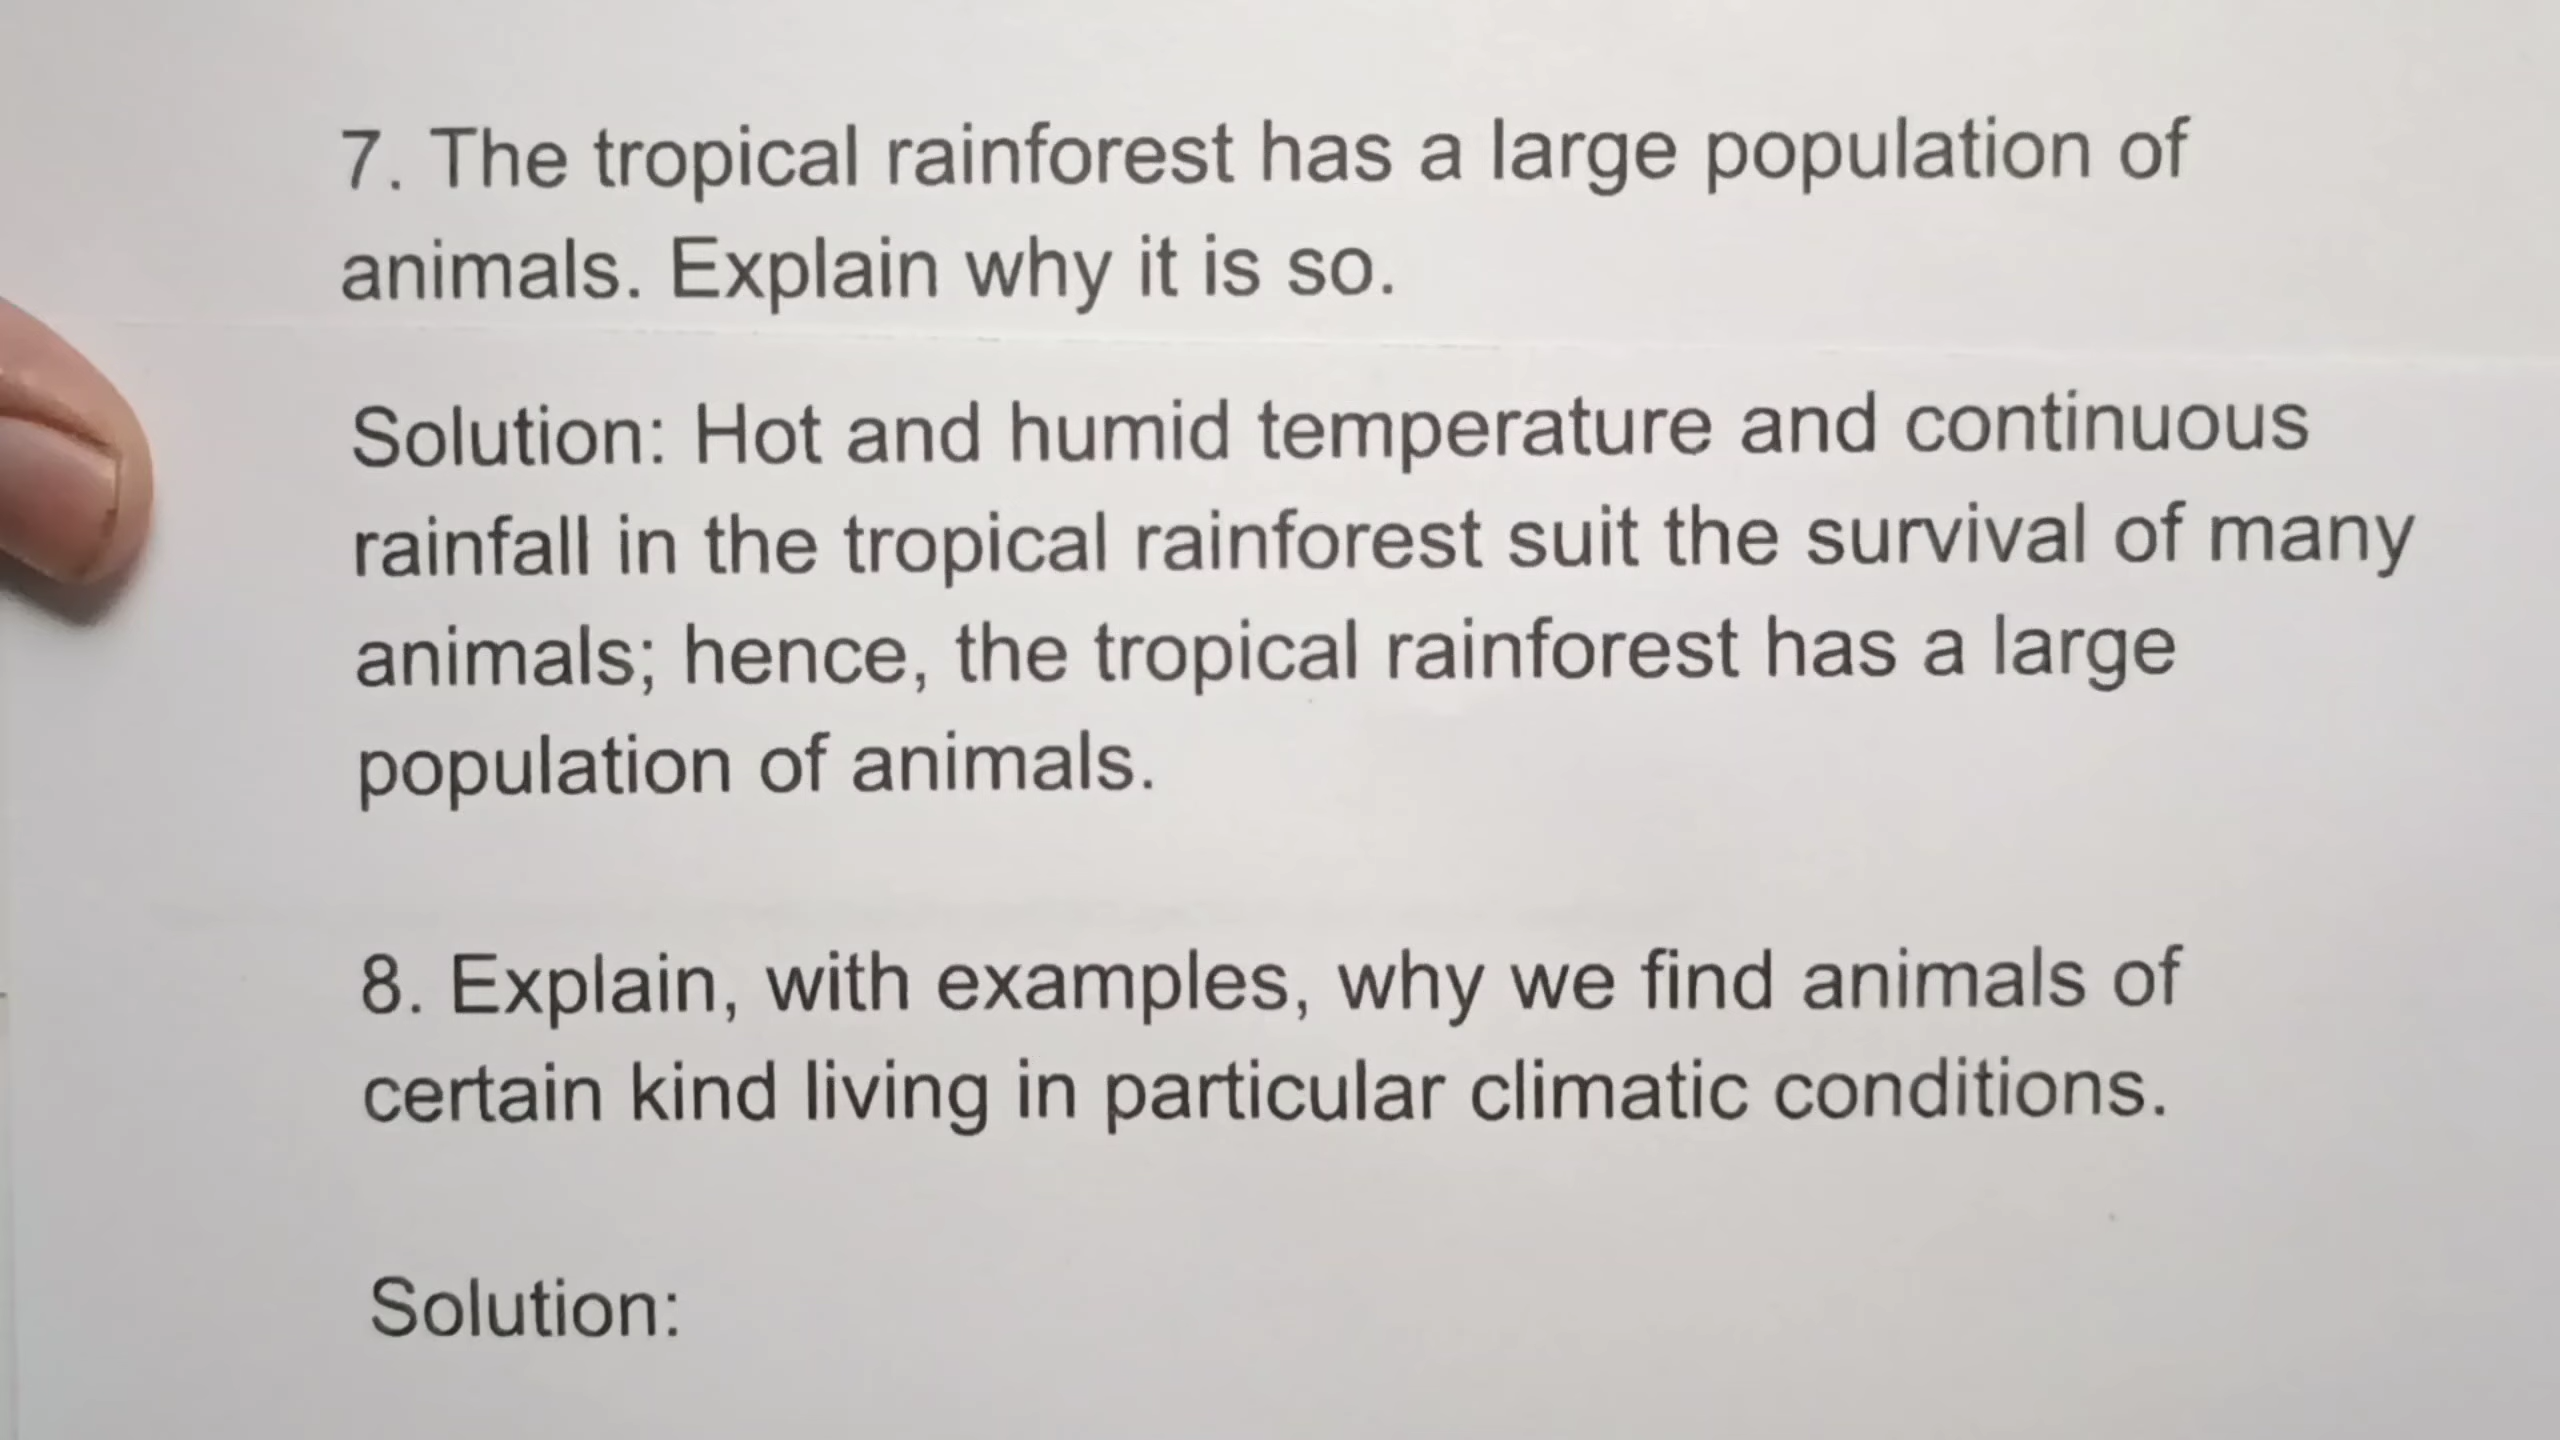 7. The tropical rainforest has a large population of
animals. Explain why it is so.
Solution: Hot and humid temperature and continuous
rainfall in the tropical rainforest suit the survival of many
animals; hence, the tropical rainforest has a large
population of animals.
8. Explain, with examples, why we find animals of
certain kind living in particular climatic conditions.
Solution: